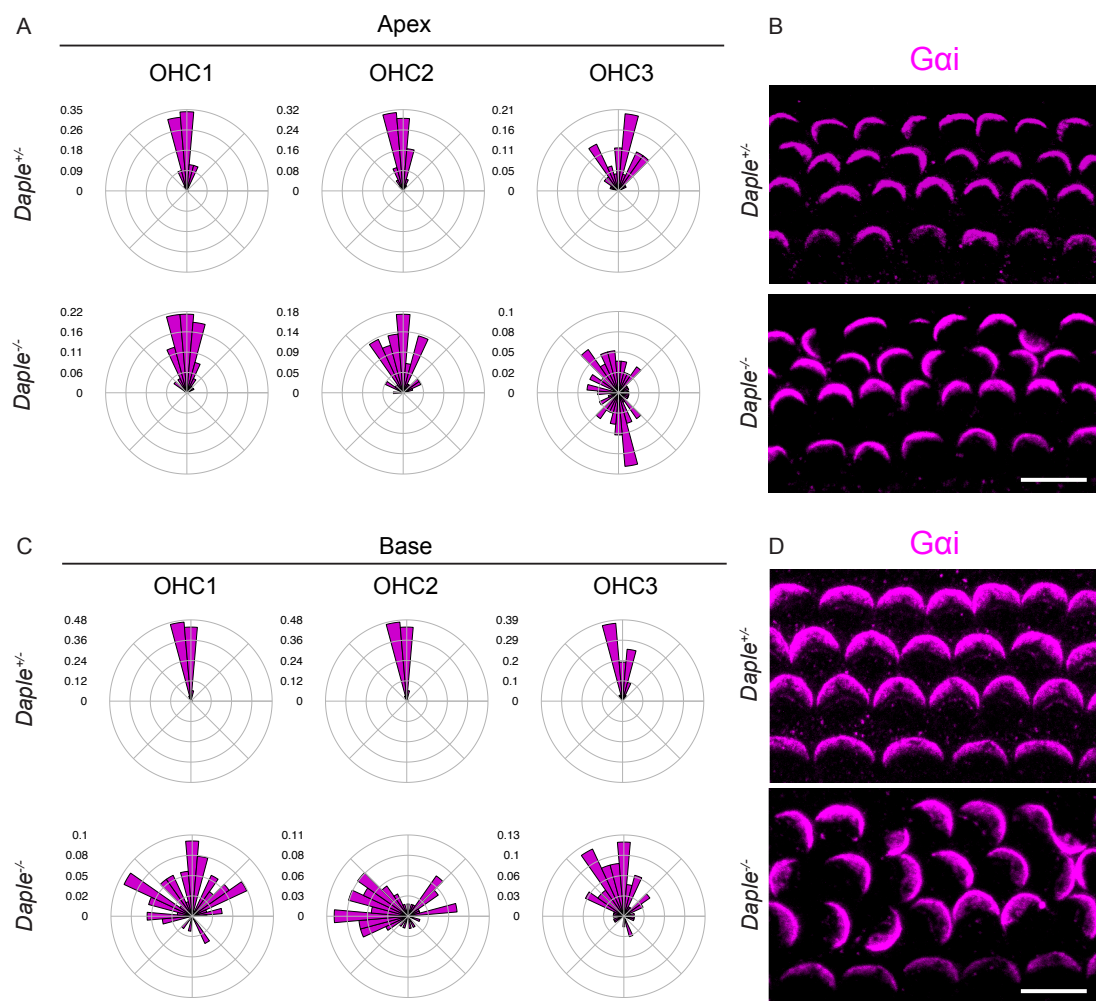 A
Apex
OHC1 OHC2 OHC3
0.35 0.32 0.21
0.26 0.24 0.16
0.18 0.16 0.11
0.09 0.08 0.05
0 0 0
Daple+/-
0.22 0.18 0.1
0.16 0.14 0.08
0.11 0.09 0.05
0.06 0.05 0.02
0 0 0
Daple-/-
B
Gαi
Daple+/-
Daple-/-
C
Base
OHC1 OHC2 OHC3
0.48 0.48 0.39
0.36 0.36 0.29
0.24 0.24 0.2
0.12 0.12 0.1
0 0 0
Daple+/-
0.1 0.11 0.13
0.08 0.08 0.1
0.05 0.06 0.06
0.02 0.03 0.03
0 0 0
Daple-/-
D
Gαi
Daple+/-
Daple-/-